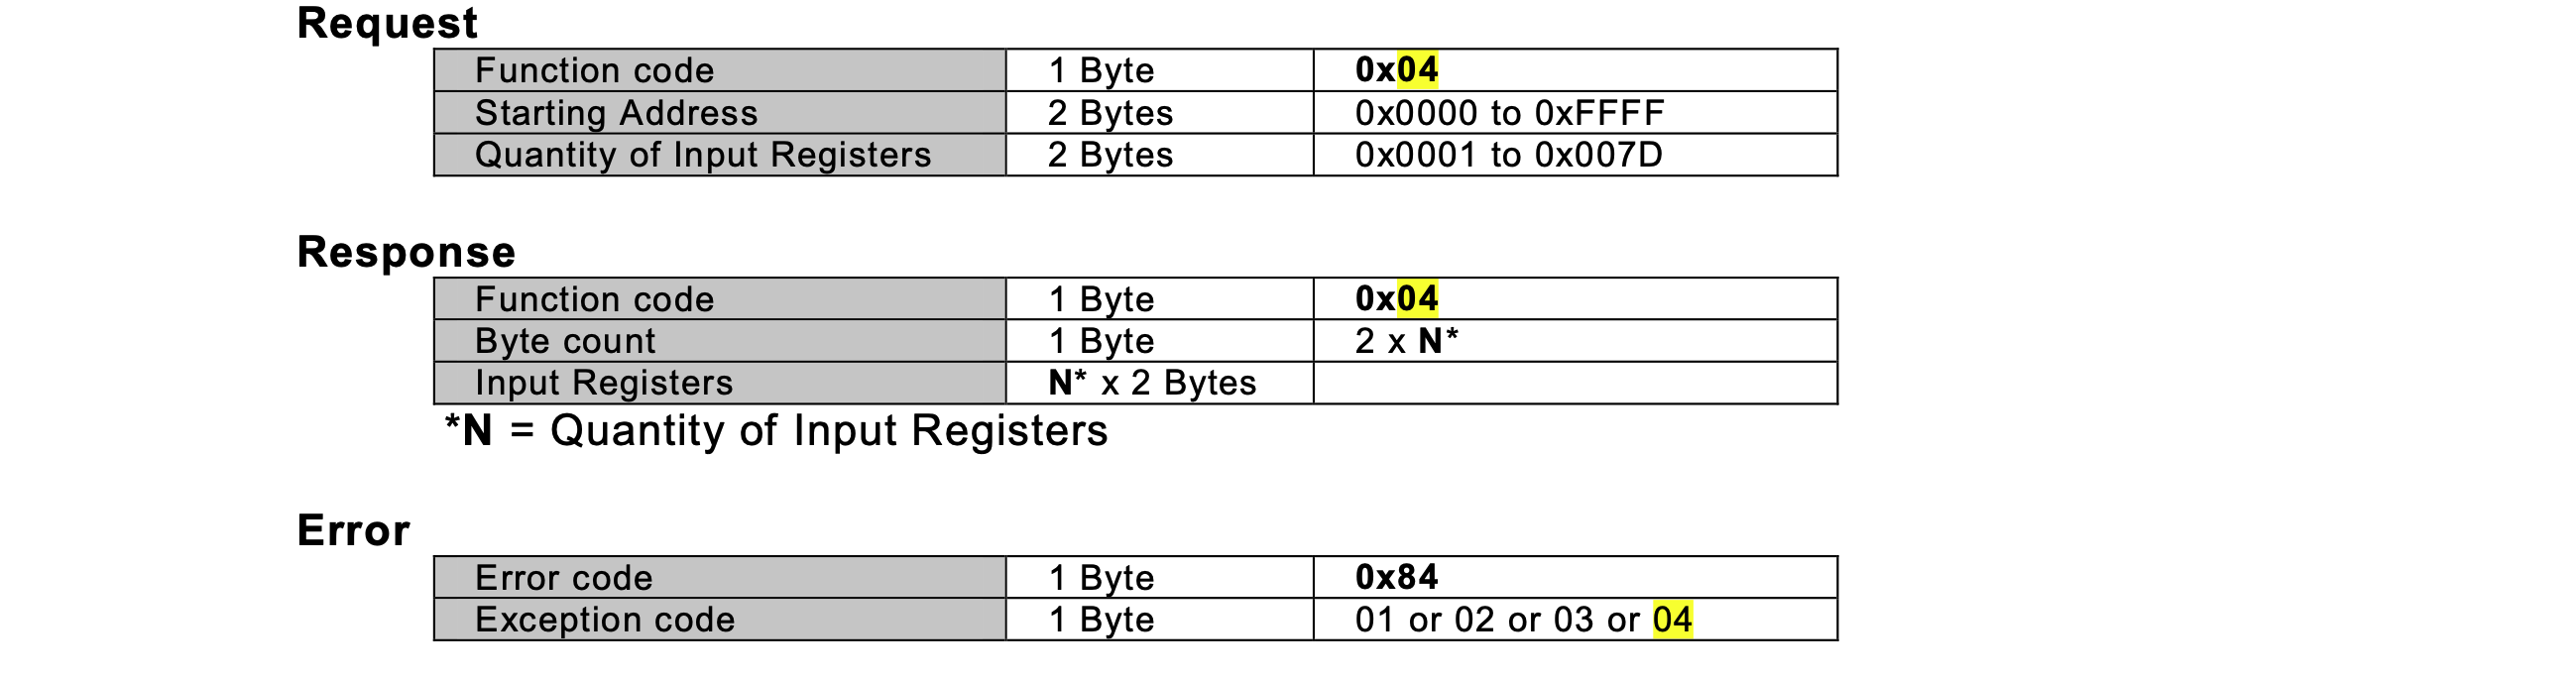 Request
Function code 1 Byte 0x04
Starting Address 2 Bytes 0x0000 to 0xFFFF
Quantity of Input Registers 2 Bytes 0x0001 to 0x007D
Response
Function code 1 Byte 0x04
Byte count 1 Byte 2 x N*
Input Registers N* x 2 Bytes
*N = Quantity of Input Registers
Error
Error code 1 Byte 0x84
Exception code 1 Byte 01 or 02 or 03 or 04